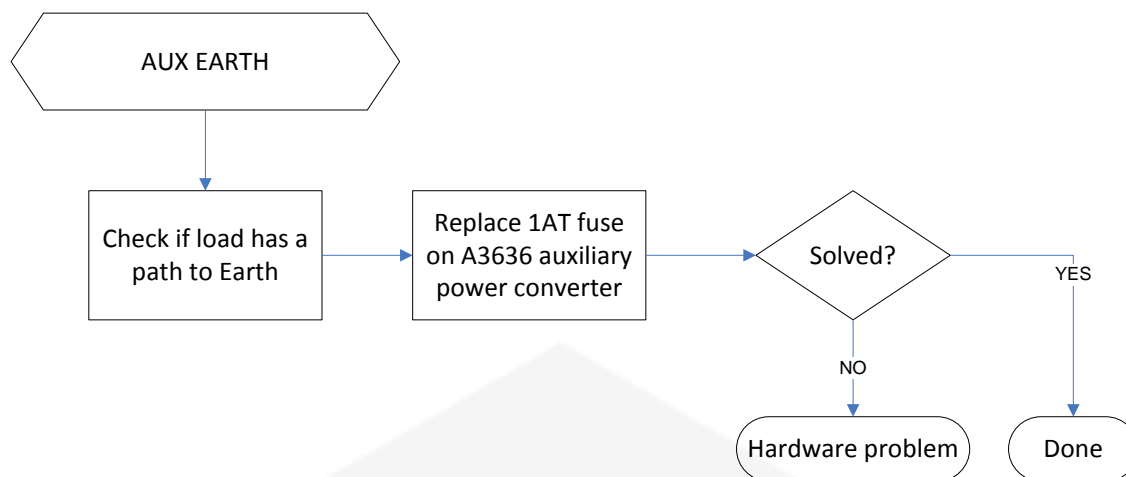 AUX EARTH
Check if load has a
path to Earth
Replace 1AT fuse
on A3636 auxiliary
power converter
Solved?
YES
NO
Hardware problem
Done